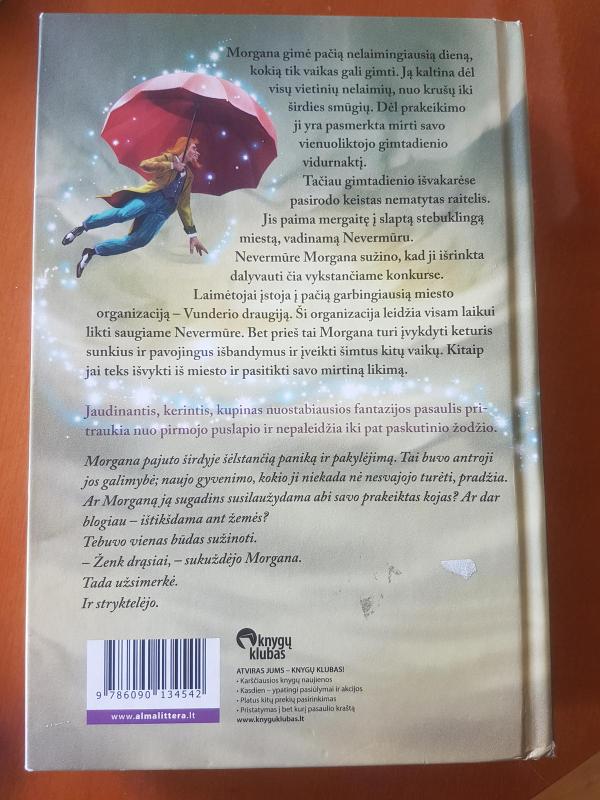 Morgana gimė pačią nelaimingiausią dieną,
kokią tik vaikas gali gimti. Ją kaltina dėl
visų vietinių nelaimių, nuo krušų iki
širdies smūgių. Dėl prakeikimo
ji yra pasmerkta mirti savo
vienuoliktojo gimtadienio
vidurnaktį.
Tačiau gimtadienio išvakarėse
pasirodo keistas nematytas raitelis.
Jis paima mergaitę į slaptą stebuklingą
miestą, vadinamą Nevermūru.
Nevermūre Morgana sužino, kad ji išrinkta
dalyvauti čia vykstančiame konkurse.
Laimėtojai įstoja į pačią garbingiausią miesto
organizaciją – Vunderio draugiją. Ši organizacija leidžia visam laikui
likti saugiame Nevermūre. Bet prieš tai Morgana turi įvykdyti keturis
sunkius ir pavojingus išbandymus ir įveikti šimtus kitų vaikų. Kitaip
jai teks išvykti iš miesto ir pasitikti savo mirtiną likimą.
Jaudinantis, kerintis, kupinas nuostabiausios fantazijos pasaulis pri-
traukia nuo pirmojo puslapio ir nepaleidžia iki pat paskutinio žodžio.
Morgana pajuto širdyje šėlstančią paniką ir pakylėjimą. Tai buvo antroji
jos galimybė; naujo gyvenimo, kokio ji niekada nė nesvajojo turėti, pradžia.
Ar Morganą ją sugadins susilaužydama abi savo prakeiktas kojas? Ar dar
blogiau – ištikšdama ant žemės?
Tebuvo vienas būdas sužinoti.
– Ženk drąsiai, – sukuždėjo Morgana.
Tada užsimerkė.
Ir stryktelėjo.
knygų
klubas
ATVIRAS JUMS – KNYGŲ KLUBAS!
• Karščiausios knygų naujienos
• Kasdien – ypatingi pasiūlymai ir akcijos
• Platus kitų prekių pasirinkimas
• Pristatymas į bet kurį pasaulio kraštą
www.knyguklubas.lt
9 786090 134542
www.almalittera.lt